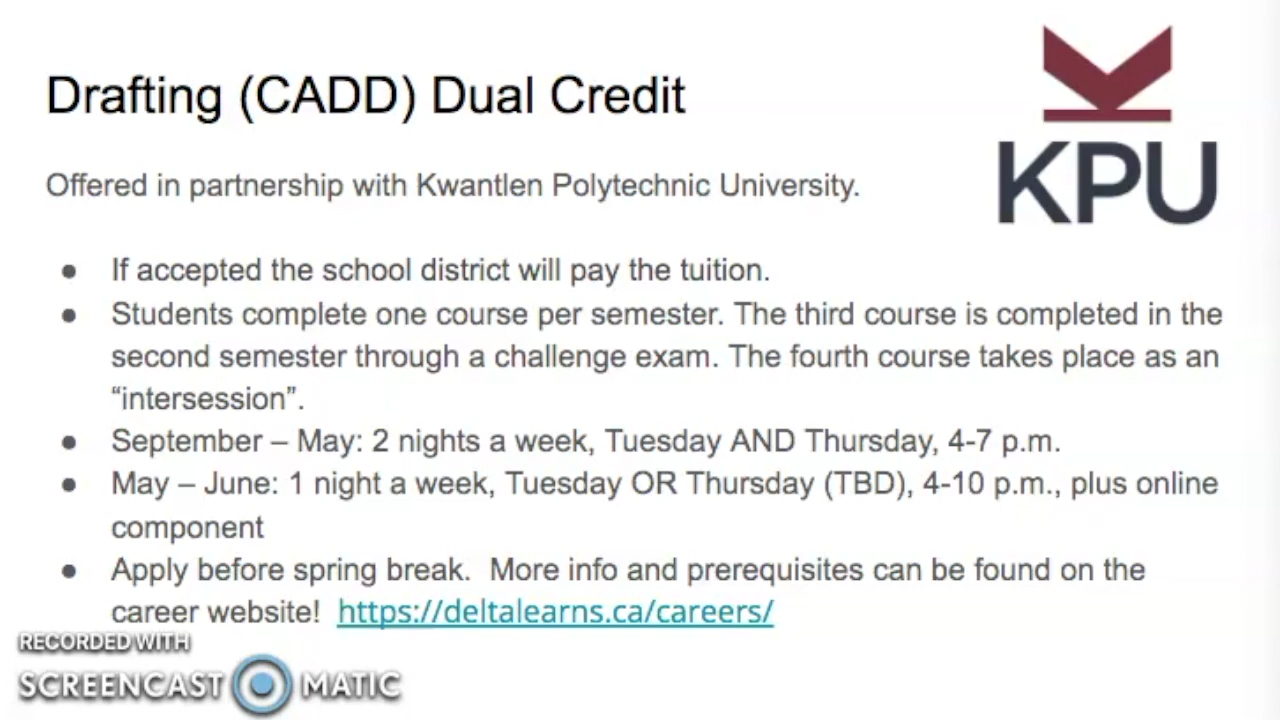 Drafting (CADD) Dual Credit
KPU
Offered in partnership with Kwantlen Polytechnic University.
● If accepted the school district will pay the tuition.
● Students complete one course per semester. The third course is completed in the
second semester through a challenge exam. The fourth course takes place as an
“intersession”.
● September – May: 2 nights a week, Tuesday AND Thursday, 4-7 p.m.
● May – June: 1 night a week, Tuesday OR Thursday (TBD), 4-10 p.m., plus online
component
● Apply before spring break.  More info and prerequisites can be found on the
career website!  https://deltalearns.ca/careers/
RECORDED WITH
SCREENCAST MATIC